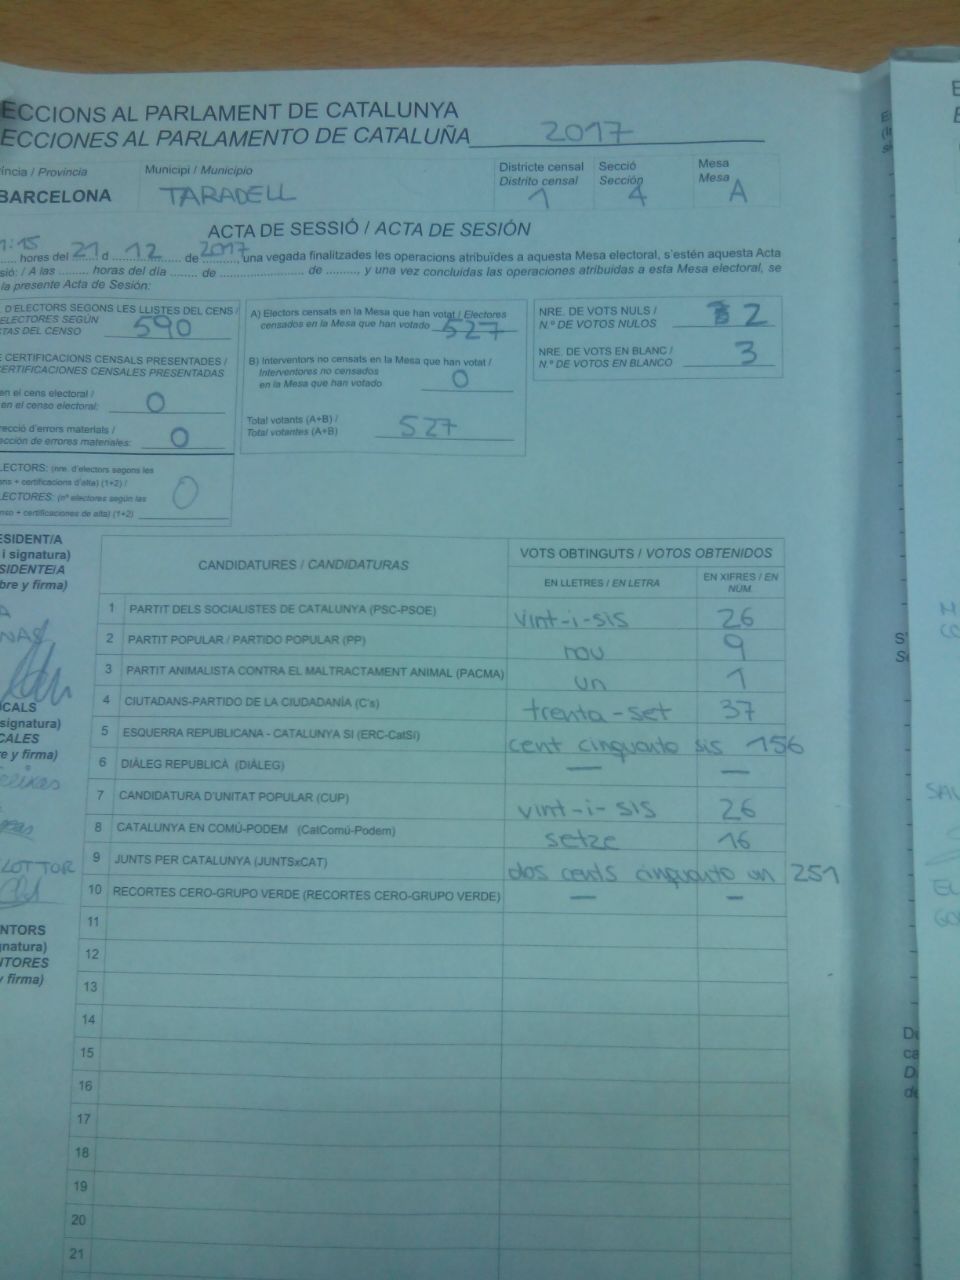 ECCIONS AL PARLAMENT DE CATALUNYA
ECCIONES AL PARLAMENTO DE CATALUÑA 2017
íncia / Provincia Municipi / Municipio Districte censal Secció Mesa
Distrito censal Sección Mesa
BARCELONA TARADELL 1 4 A
ACTA DE SESSIÓ / ACTA DE SESIÓN
1:15 hores del 21 d 12 de 2017, una vegada finalitzades les operacions atribuïdes a aquesta Mesa electoral, s'estén aquesta Acta
sió: / A las ......... horas del día ....... de ........................ de ........., y una vez concluidas las operaciones atribuidas a esta Mesa electoral, se
la presente Acta de Sesión:
D'ELECTORS SEGONS LES LLISTES DEL CENS /
ELECTORES SEGÚN
TAS DEL CENSO 590
E CERTIFICACIONS CENSALS PRESENTADES /
CERTIFICACIONES CENSALES PRESENTADAS
en el cens electoral /
en el censo electoral: 0
recció d'errors materials /
ección de errores materiales: 0
LECTORS: (nre. d'electors segons les
ens + certificacions d'alta) (1+2) /
LECTORES: (nº electores según las
enso + certificaciones de alta) (1+2) 0
A) Electors censats en la Mesa que han votat / Electores
censados en la Mesa que han votado 527
B) Interventors no censats en la Mesa que han votat /
Interventores no censados
en la Mesa que han votado 0
Total votants (A+B) /
Total votantes (A+B) 527
NRE. DE VOTS NULS /
N.º DE VOTOS NULOS 2
NRE. DE VOTS EN BLANC /
N.º DE VOTOS EN BLANCO 3
ESIDENT/A
i signatura)
SIDENTE/A
bre y firma)
CALS
signatura)
CALES
e y firma)
LOTTOR
NTORS
gnatura)
NTORES
y firma)
CANDIDATURES / CANDIDATURAS VOTS OBTINGUTS / VOTOS OBTENIDOS
EN LLETRES / EN LETRA EN XIFRES / EN NÚM.
1 PARTIT DELS SOCIALISTES DE CATALUNYA (PSC-PSOE) vint-i-sis 26
2 PARTIT POPULAR / PARTIDO POPULAR (PP) nou 9
3 PARTIT ANIMALISTA CONTRA EL MALTRACTAMENT ANIMAL (PACMA) un 1
4 CIUTADANS-PARTIDO DE LA CIUDADANÍA (C's) trenta-set 37
5 ESQUERRA REPUBLICANA - CATALUNYA SI (ERC-CatSí) cent cinquanta sis 156
6 DIÀLEG REPUBLICÀ (DIÀLEG) — —
7 CANDIDATURA D'UNITAT POPULAR (CUP) vint-i-sis 26
8 CATALUNYA EN COMÚ-PODEM (CatComú-Podem) setze 16
9 JUNTS PER CATALUNYA (JUNTSxCAT) dos cents cinquanta un 251
10 RECORTES CERO-GRUPO VERDE (RECORTES CERO-GRUPO VERDE) — —
11
12
13
14
15
16
17
18
19
20
21